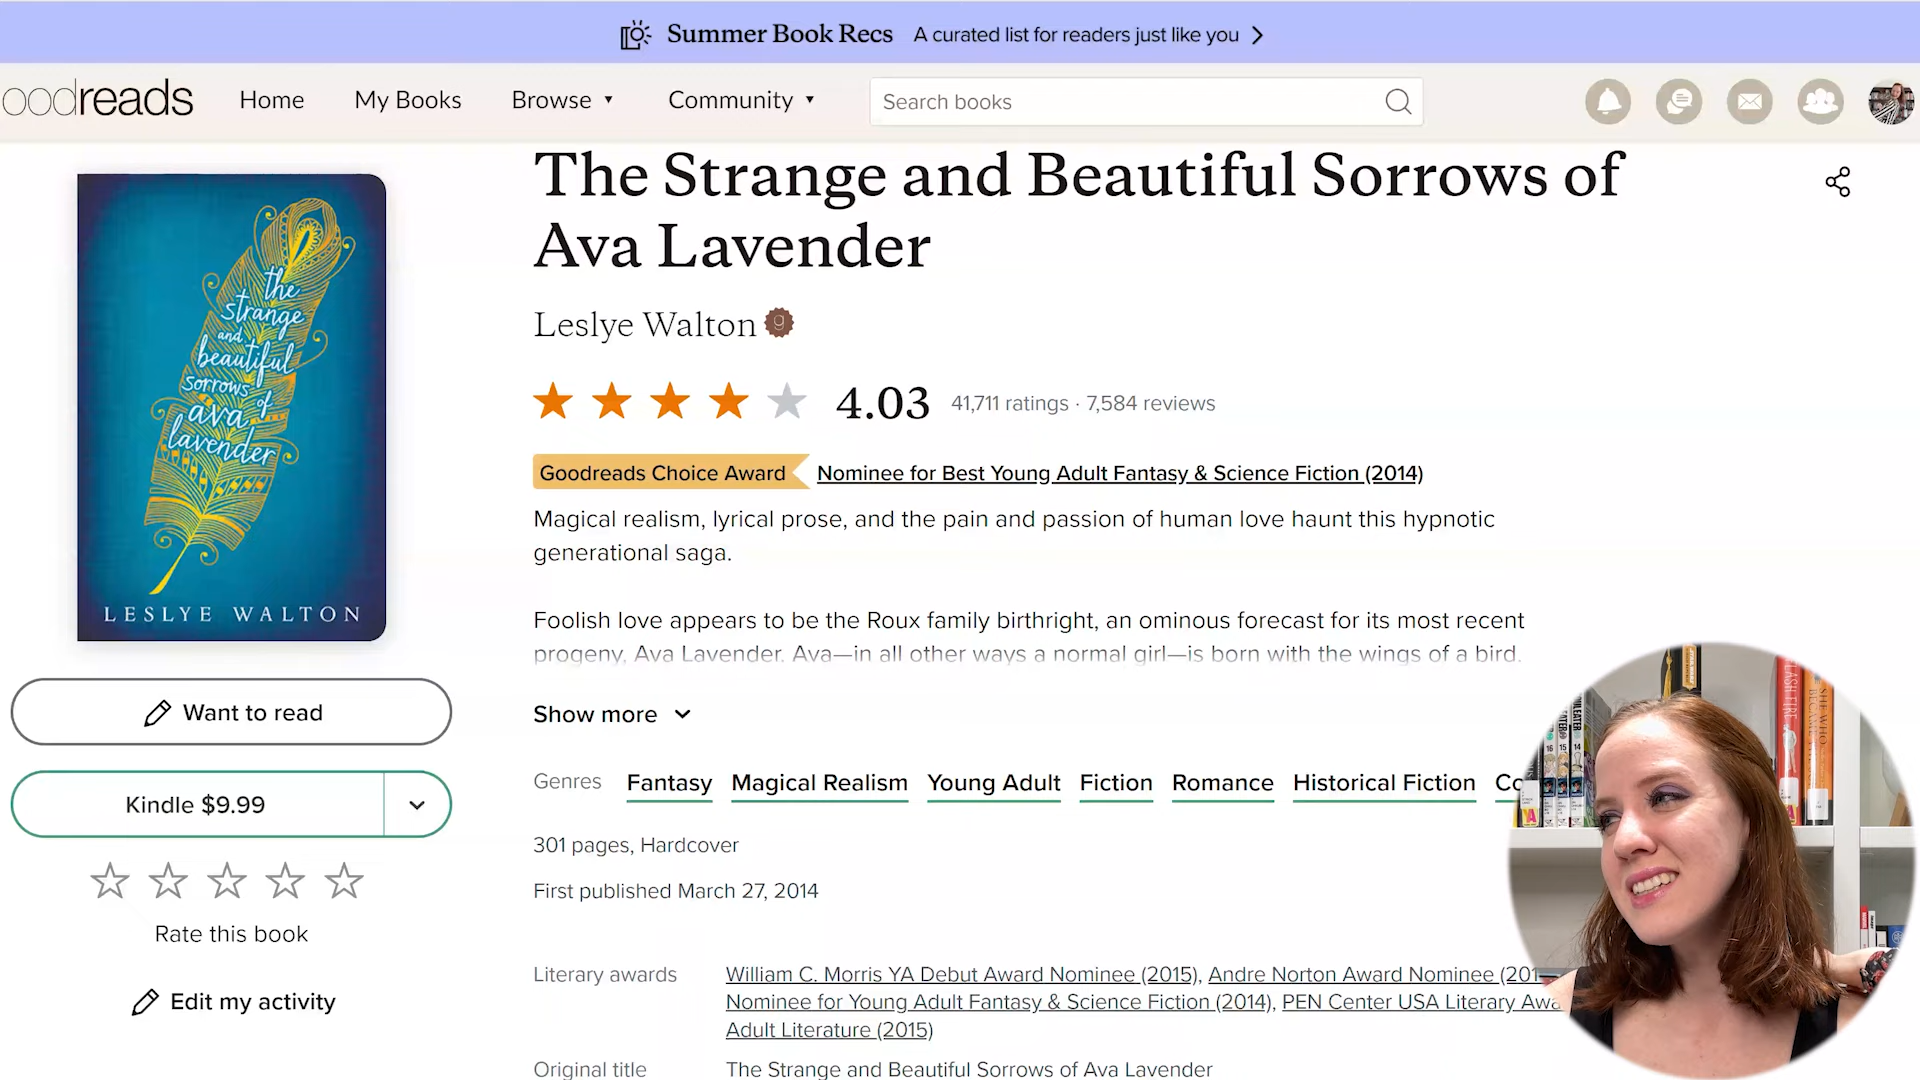 Summer Book Recs A curated list for readers just like you
oodreads Home My Books Browse Community Search books
The Strange and Beautiful Sorrows of
Ava Lavender
Leslye Walton g
4.03 41,711 ratings · 7,584 reviews
Goodreads Choice Award Nominee for Best Young Adult Fantasy & Science Fiction (2014)
Magical realism, lyrical prose, and the pain and passion of human love haunt this hypnotic
generational saga.
Foolish love appears to be the Roux family birthright, an ominous forecast for its most recent
progeny, Ava Lavender. Ava—in all other ways a normal girl—is born with the wings of a bird.
Show more
Genres Fantasy Magical Realism Young Adult Fiction Romance Historical Fiction Co
301 pages, Hardcover
First published March 27, 2014
Literary awards William C. Morris YA Debut Award Nominee (2015), Andre Norton Award Nominee (201
Nominee for Young Adult Fantasy & Science Fiction (2014), PEN Center USA Literary Awa
Adult Literature (2015)
Original title The Strange and Beautiful Sorrows of Ava Lavender
the
strange
and
beautiful
sorrows
of
ava
lavender
LESLYE WALTON
Want to read
Kindle $9.99
Rate this book
Edit my activity
16
15
14
SHE WHO
YA